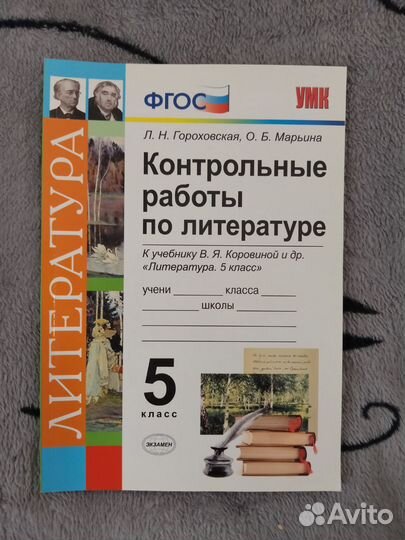 ФГОС
УМК
Л. Н. Гороховская, О. Б. Марьина
Контрольные
работы
по литературе
К учебнику В. Я. Коровиной и др.
«Литература. 5 класс»
учени класса
школы
5
класс
ЭКЗАМЕН
ЛИТЕРАТУРА
Avito